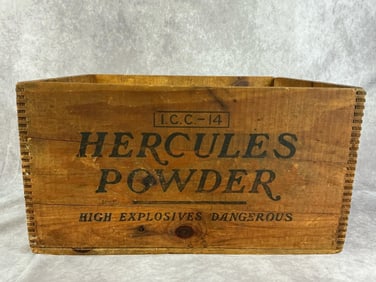 I.C.C.-14
HERCULES
POWDER
HIGH EXPLOSIVES DANGEROUS